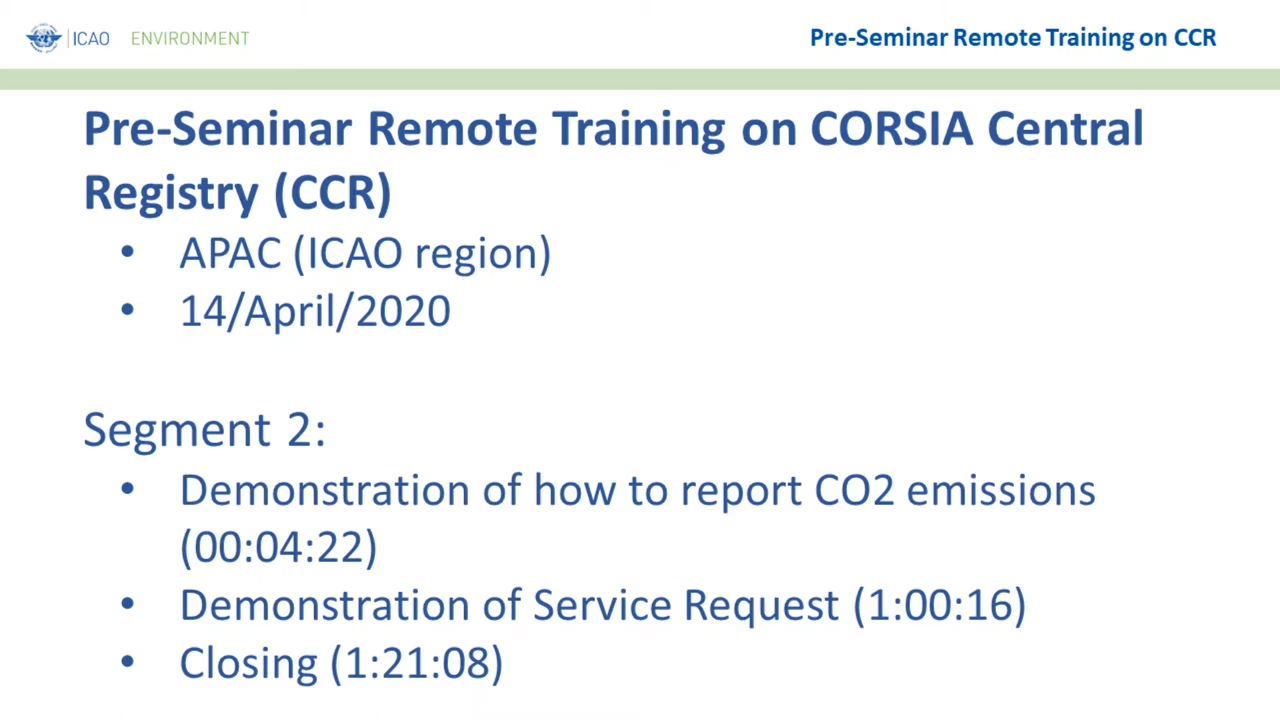 ICAO ENVIRONMENT
Pre-Seminar Remote Training on CCR
Pre-Seminar Remote Training on CORSIA Central
Registry (CCR)
• APAC (ICAO region)
• 14/April/2020
Segment 2:
• Demonstration of how to report CO2 emissions
(00:04:22)
• Demonstration of Service Request (1:00:16)
• Closing (1:21:08)